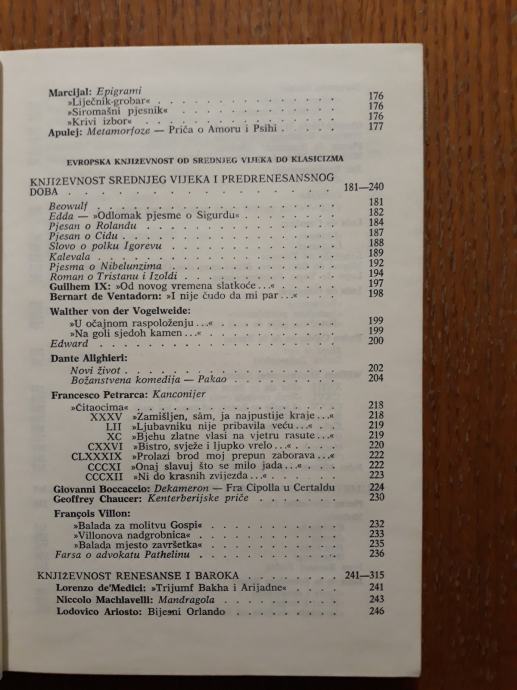 Marcijal: Epigrami
»Liječnik-grobar« . . . . . . . . . . . . . 176
»Siromašni pjesnik« . . . . . . . . . . . . 176
»Krivi izbor« . . . . . . . . . . . . . . . 176
Apulej: Metamorfoze — Priča o Amoru i Psihi . . . . 177
EVROPSKA KNJIŽEVNOST OD SREDNJEG VIJEKA DO KLASICIZMA
KNJIŽEVNOST SREDNJEG VIJEKA I PREDRENESANSNOG
DOBA . . . . . . . . . . . . . . . . 181—240
Beowulf . . . . . . . . . . . . . . . . 181
Edda — »Odlomak pjesme o Sigurdu« . . . . . . . 182
Pjesan o Rolandu . . . . . . . . . . . . . 184
Pjesan o Cidu . . . . . . . . . . . . . . 187
Slovo o polku Igorevu . . . . . . . . . . . 188
Kalevala . . . . . . . . . . . . . . . . 189
Pjesma o Nibelunzima . . . . . . . . . . . 192
Roman o Tristanu i Izoldi . . . . . . . . . . 194
Guilhem IX: »Od novog vremena slatkoće . . .« . . . . 197
Bernart de Ventadorn: »I nije čudo da mi par . . .« . . . 198
Walther von der Vogelweide:
»U očajnom raspoloženju . . .« . . . . . . . . 199
»Na goli sjedoh kamen . . .« . . . . . . . . . 199
Edward . . . . . . . . . . . . . . . . 200
Dante Alighieri:
Novi život . . . . . . . . . . . . . . . 202
Božanstvena komedija — Pakao . . . . . . . . 204
Francesco Petrarca: Kanconijer
»Čitaocima« . . . . . . . . . . . . . . . 218
XXXV »Zamišljen, sâm, ja najpustije kraje . . .« . . 218
LII »Ljubavniku nije pribavila veću . . .« . . 219
XC »Bjehu zlatne vlasi na vjetru rasute . . .« . . 219
CXXVI »Bistro, svježe i ljupko vrelo . . .« . . . . 220
CLXXXIX »Prolazi brod moj prepun zaborava . . .« . . 221
CCCXI »Onaj slavuj što se milo jada . . .« . . . . 222
CCCXII »Ni do krasnih zvijezda . . .« . . . . . . 223
Giovanni Boccaccio: Dekameron — Fra Cipolla u Certaldu 224
Geoffrey Chaucer: Kenterberijske priče . . . . . . . 230
François Villon:
»Balada za molitvu Gospi« . . . . . . . . . 232
»Villonova nadgrobnica« . . . . . . . . . . 233
»Balada mjesto završetka« . . . . . . . . . 235
Farsa o advokatu Pathelinu . . . . . . . . . 236
KNJIŽEVNOST RENESANSE I BAROKA . . . . . . . 241—315
Lorenzo de'Medici: »Trijumf Bakha i Arijadne« . . . . 241
Niccolo Machiavelli: Mandragola . . . . . . . . 243
Lodovico Ariosto: Bijesni Orlando . . . . . . . . 246